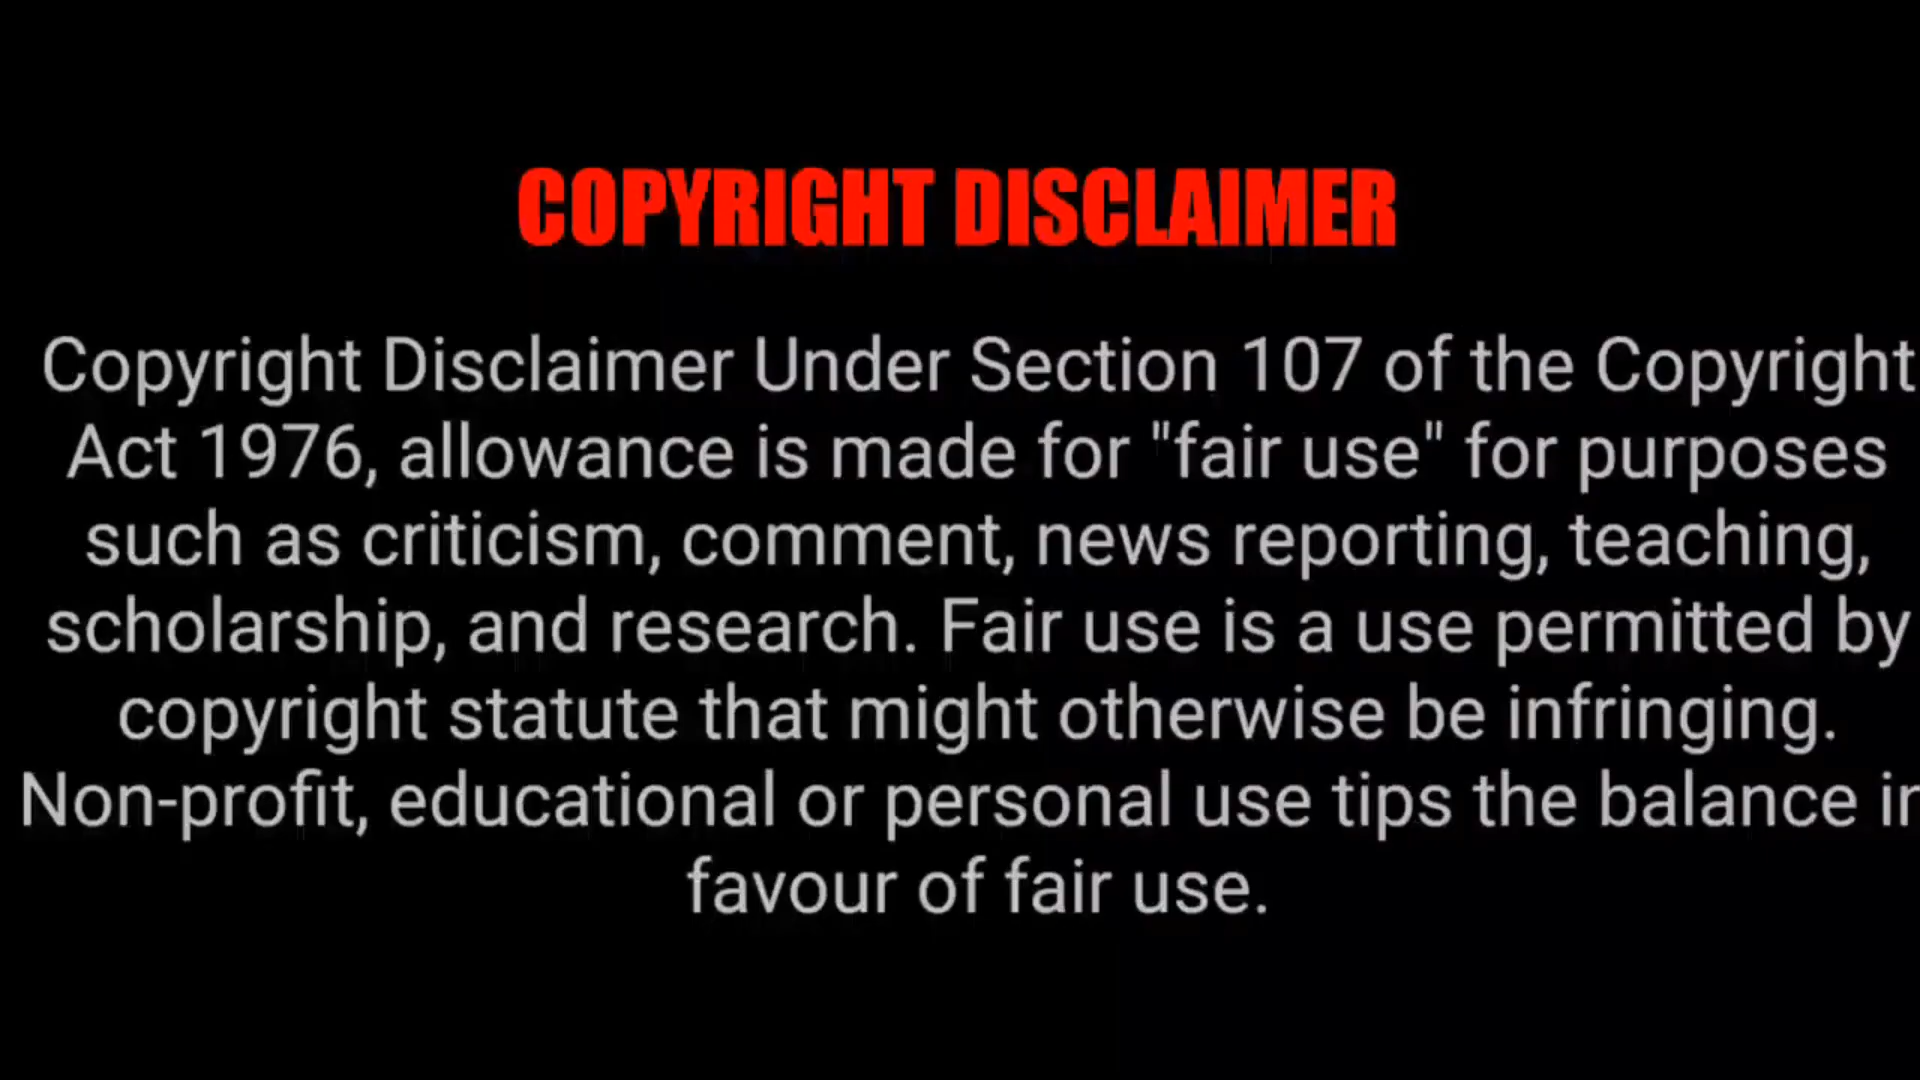 COPYRIGHT DISCLAIMER
Copyright Disclaimer Under Section 107 of the Copyright
Act 1976, allowance is made for "fair use" for purposes
such as criticism, comment, news reporting, teaching,
scholarship, and research. Fair use is a use permitted by
copyright statute that might otherwise be infringing.
Non-profit, educational or personal use tips the balance in
favour of fair use.